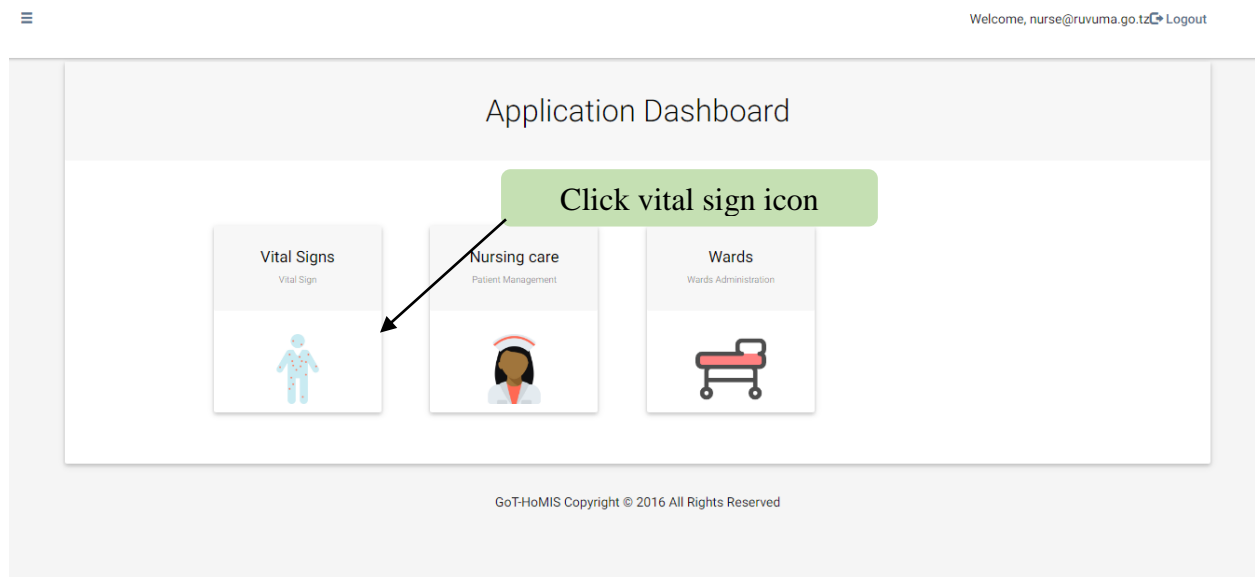 Welcome, nurse@ruvuma.go.tz Logout
Application Dashboard
Click vital sign icon
Vital Signs
Vital Sign
Nursing care
Patient Management
Wards
Wards Administration
GoT-HoMIS Copyright © 2016 All Rights Reserved